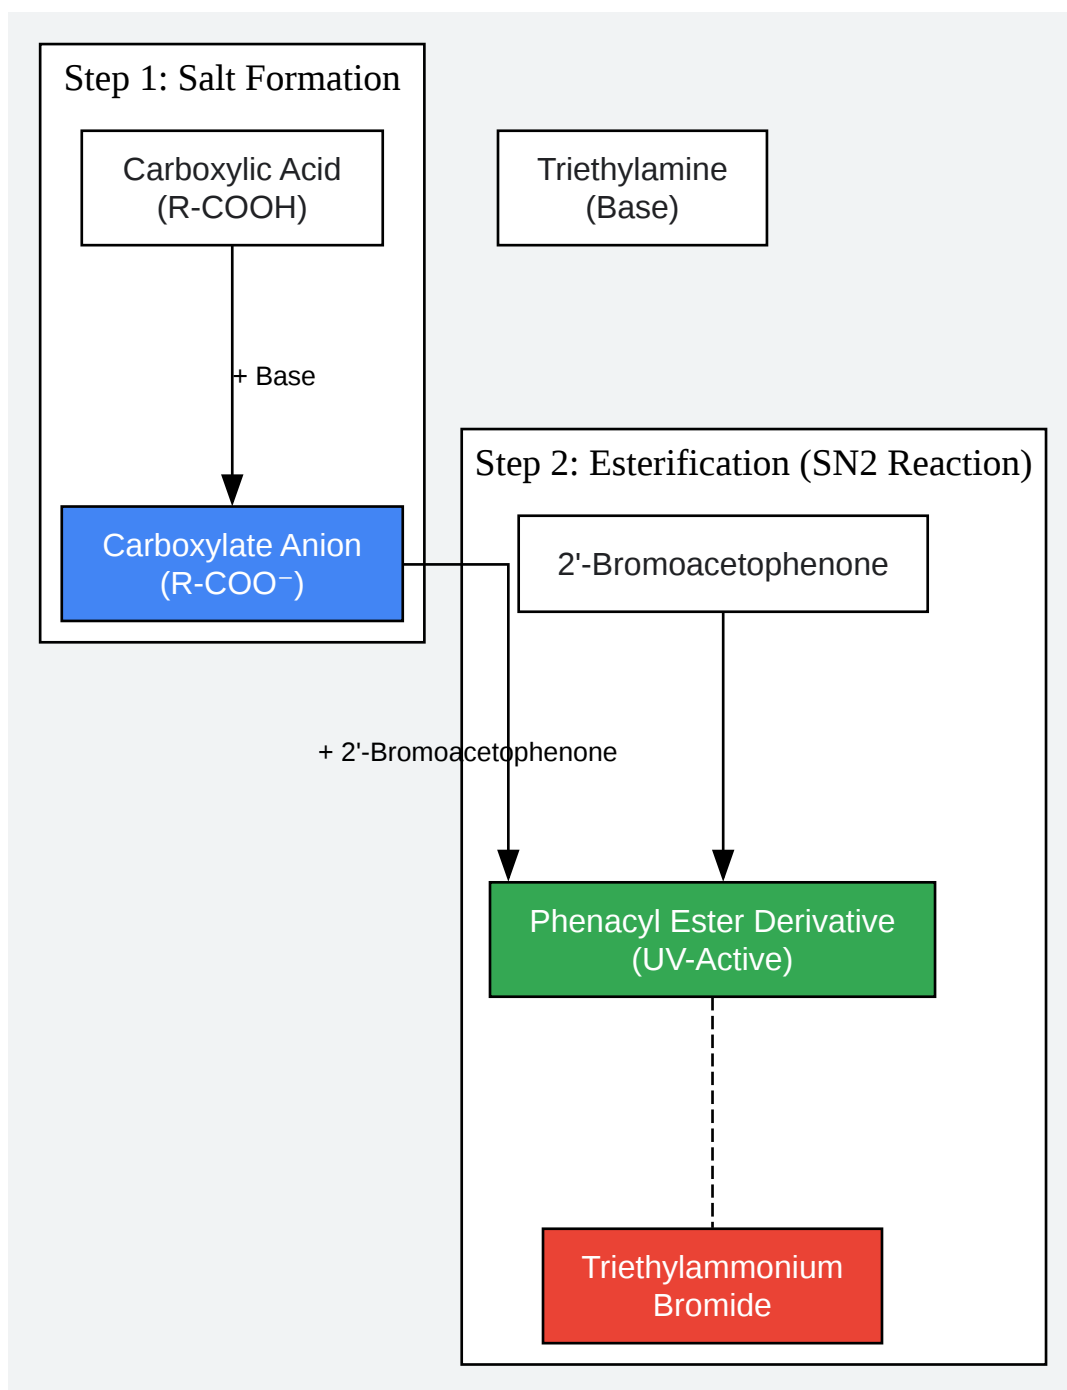 Step 1: Salt Formation
Carboxylic Acid
(R-COOH)
Triethylamine
(Base)
+ Base
Step 2: Esterification (SN2 Reaction)
Carboxylate Anion
(R-COO⁻)
2'-Bromoacetophenone
+ 2'-Bromoacetophenone
Phenacyl Ester Derivative
(UV-Active)
Triethylammonium
Bromide